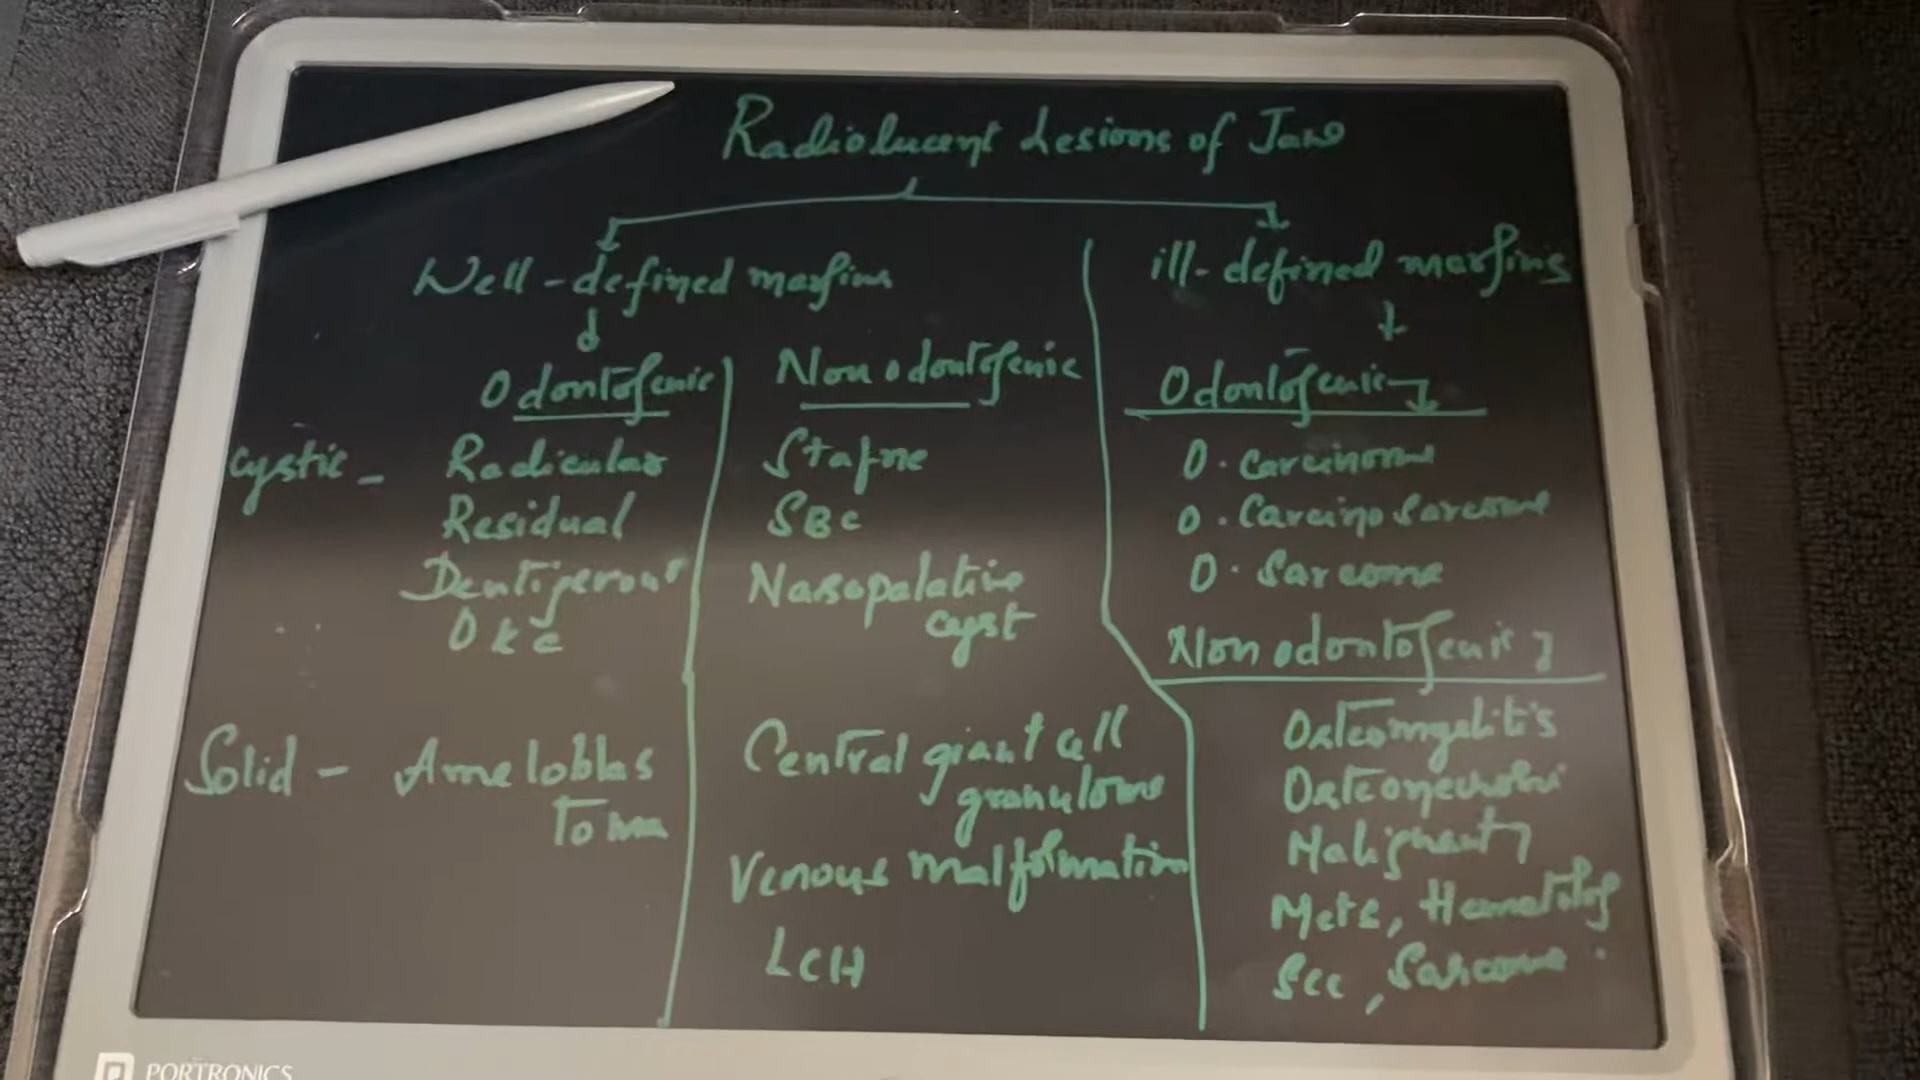 Radiolucent Lesions of Jaw
Well-defined margins
ill-defined margins
Odontogenic
Nonodontogenic
Cystic - Radicular
Residual
Dentigerous
OKC
Stafne
SBC
Nasopalatine
cyst
Solid - Ameloblas
toma
Central giant cell
granuloma
Venous malformation
LCH
Odontogenic
O. Carcinoma
O. Carcinosarcoma
O. Sarcoma
Nonodontogenic
Osteomyelitis
Osteonecrosis
Malignant
Mets, Hematolog
SCC, Sarcoma
PORTRONICS